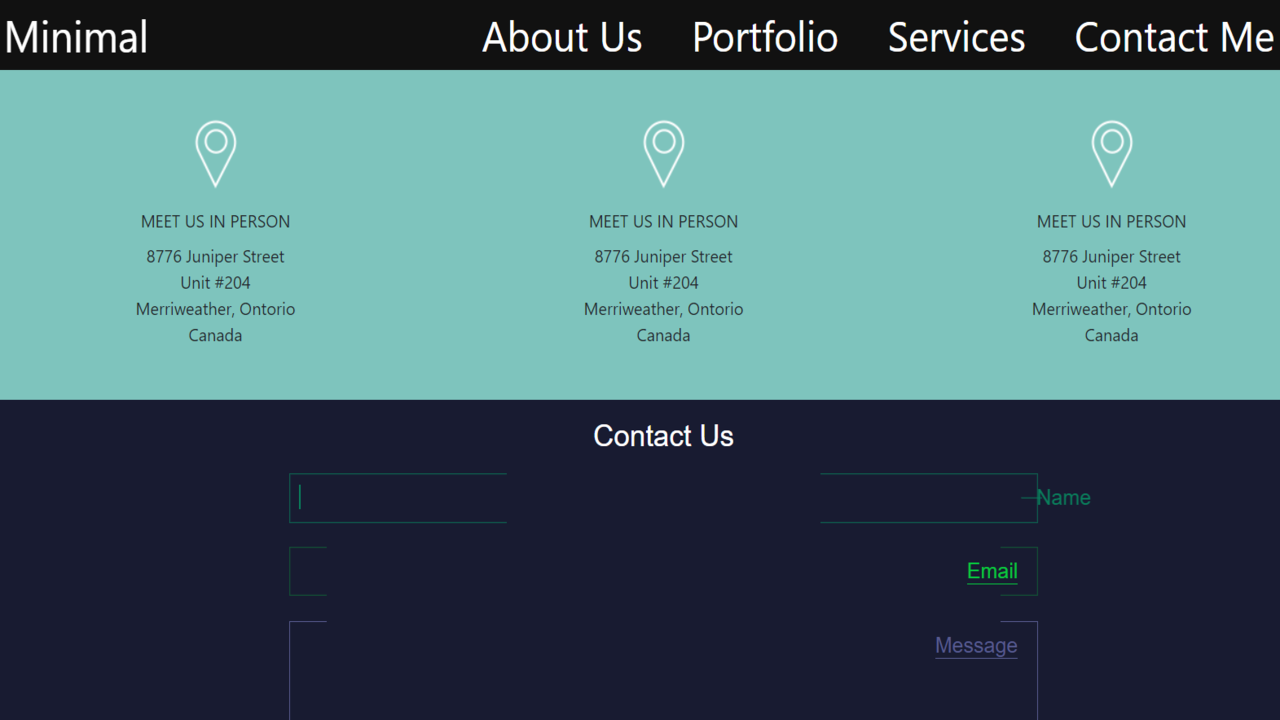 Minimal About Us Portfolio Services Contact Me
MEET US IN PERSON
8776 Juniper Street
Unit #204
Merriweather, Ontorio
Canada
MEET US IN PERSON
8776 Juniper Street
Unit #204
Merriweather, Ontorio
Canada
MEET US IN PERSON
8776 Juniper Street
Unit #204
Merriweather, Ontorio
Canada
Contact Us
Name
Email
Message